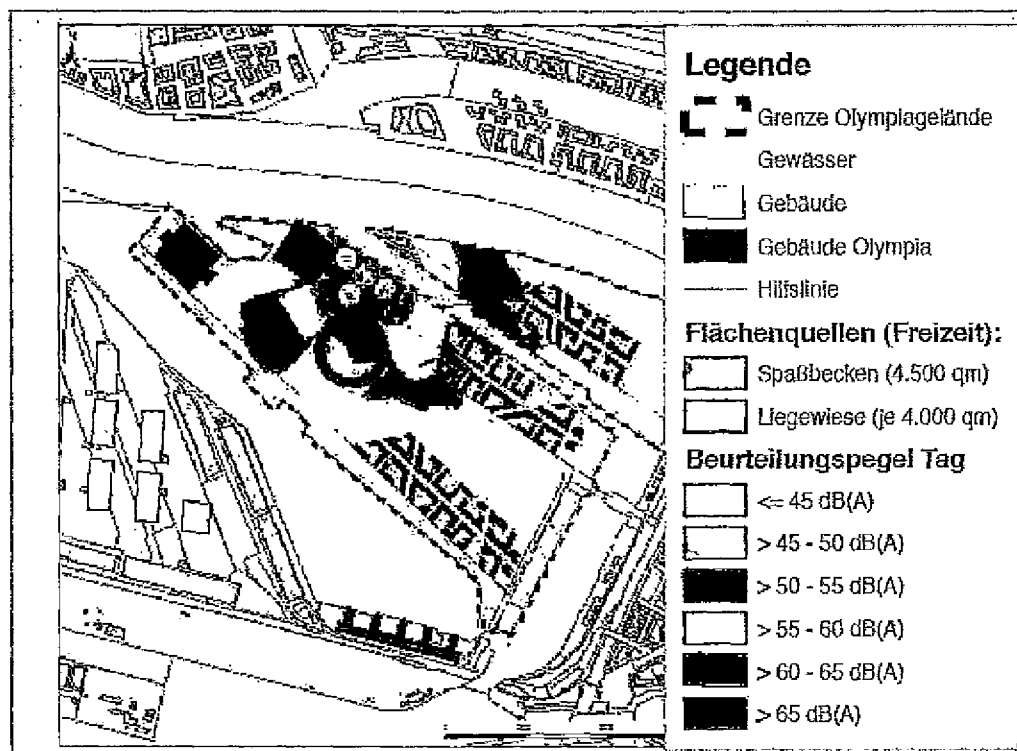 Legende
Grenze Olympiagelände
Gewässer
Gebäude
Gebäude Olympia
Hilfslinie
Flächenquellen (Freizeit):
Spaßbecken (4.500 qm)
Liegewiese (je 4.000 qm)
Beurteilungspegel Tag
<= 45 dB(A)
> 45 - 50 dB(A)
> 50 - 55 dB(A)
> 55 - 60 dB(A)
> 60 - 65 dB(A)
> 65 dB(A)